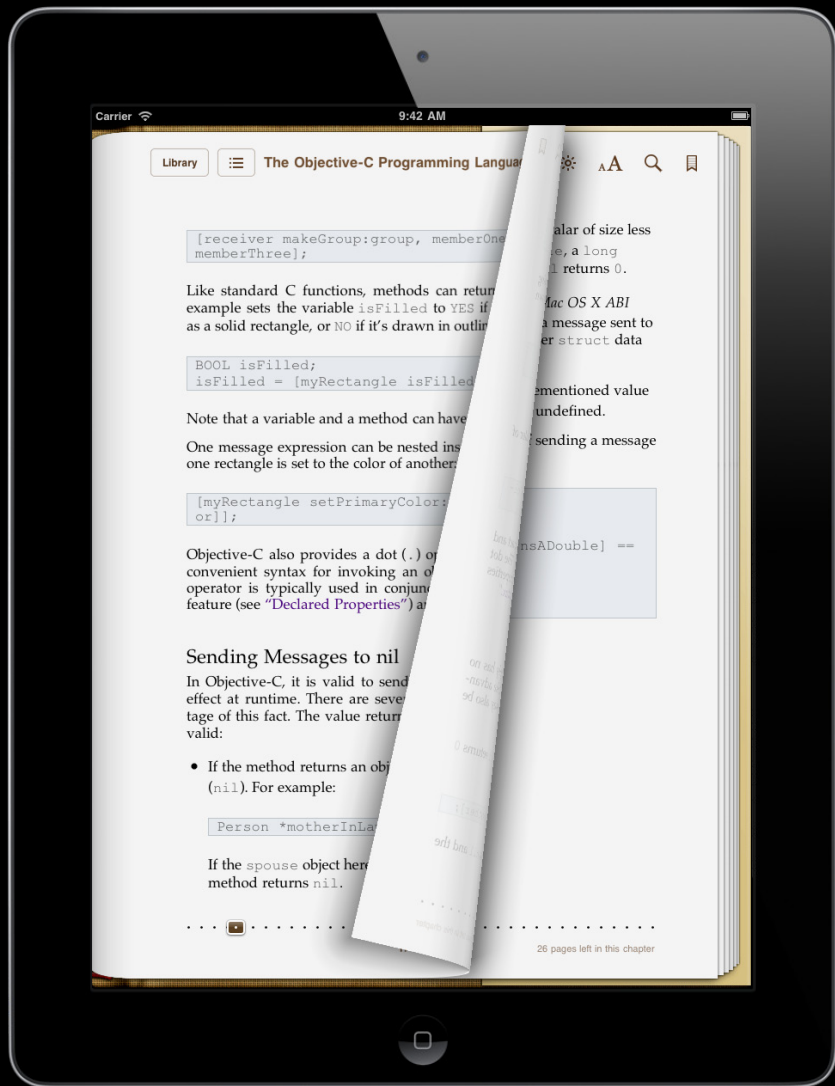 Carrier
9:42 AM
Library
The Objective-C Programming Langua
AA
[receiver makeGroup:group, memberOne
memberThree];
Like standard C functions, methods can return
example sets the variable isFilled to YES if
as a solid rectangle, or NO if it's drawn in outlin
BOOL isFilled;
isFilled = [myRectangle isFilled
Note that a variable and a method can have
One message expression can be nested ins
one rectangle is set to the color of another:
[myRectangle setPrimaryColor:
or]];
Objective-C also provides a dot (.) op
convenient syntax for invoking an ob
operator is typically used in conjunc
feature (see “Declared Properties”) a
Sending Messages to nil
In Objective-C, it is valid to send
effect at runtime. There are seve
tage of this fact. The value return
valid:
• If the method returns an obj
(nil). For example:
Person *motherInLa
If the spouse object here
method returns nil.
alar of size less
e, a long
l returns 0.
Mac OS X ABI
a message sent to
er struct data
ementioned value
undefined.
sending a message
nsADouble] ==
26 pages left in this chapter